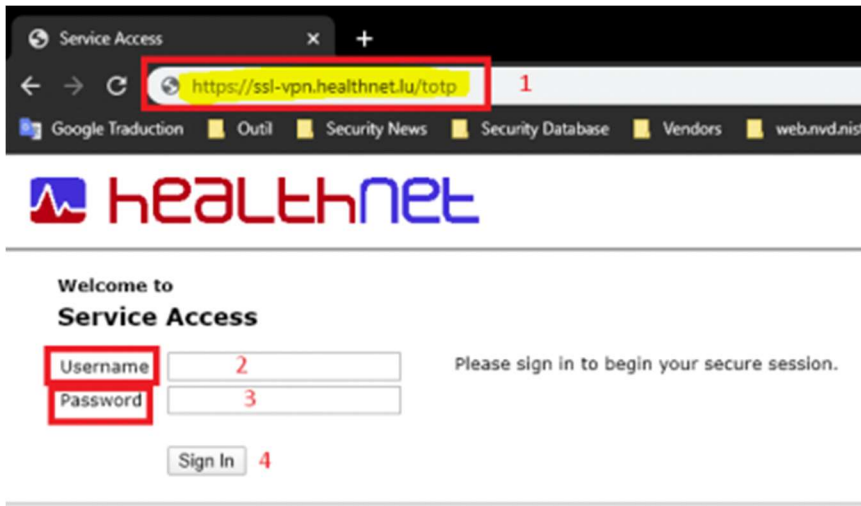 Service Access
https://ssl-vpn.healthnet.lu/totp 1
Google Traduction Outil Security News Security Database Vendors web.nvd.nist
healthnet
Welcome to
Service Access
Username 2 Please sign in to begin your secure session.
Password 3
Sign In 4